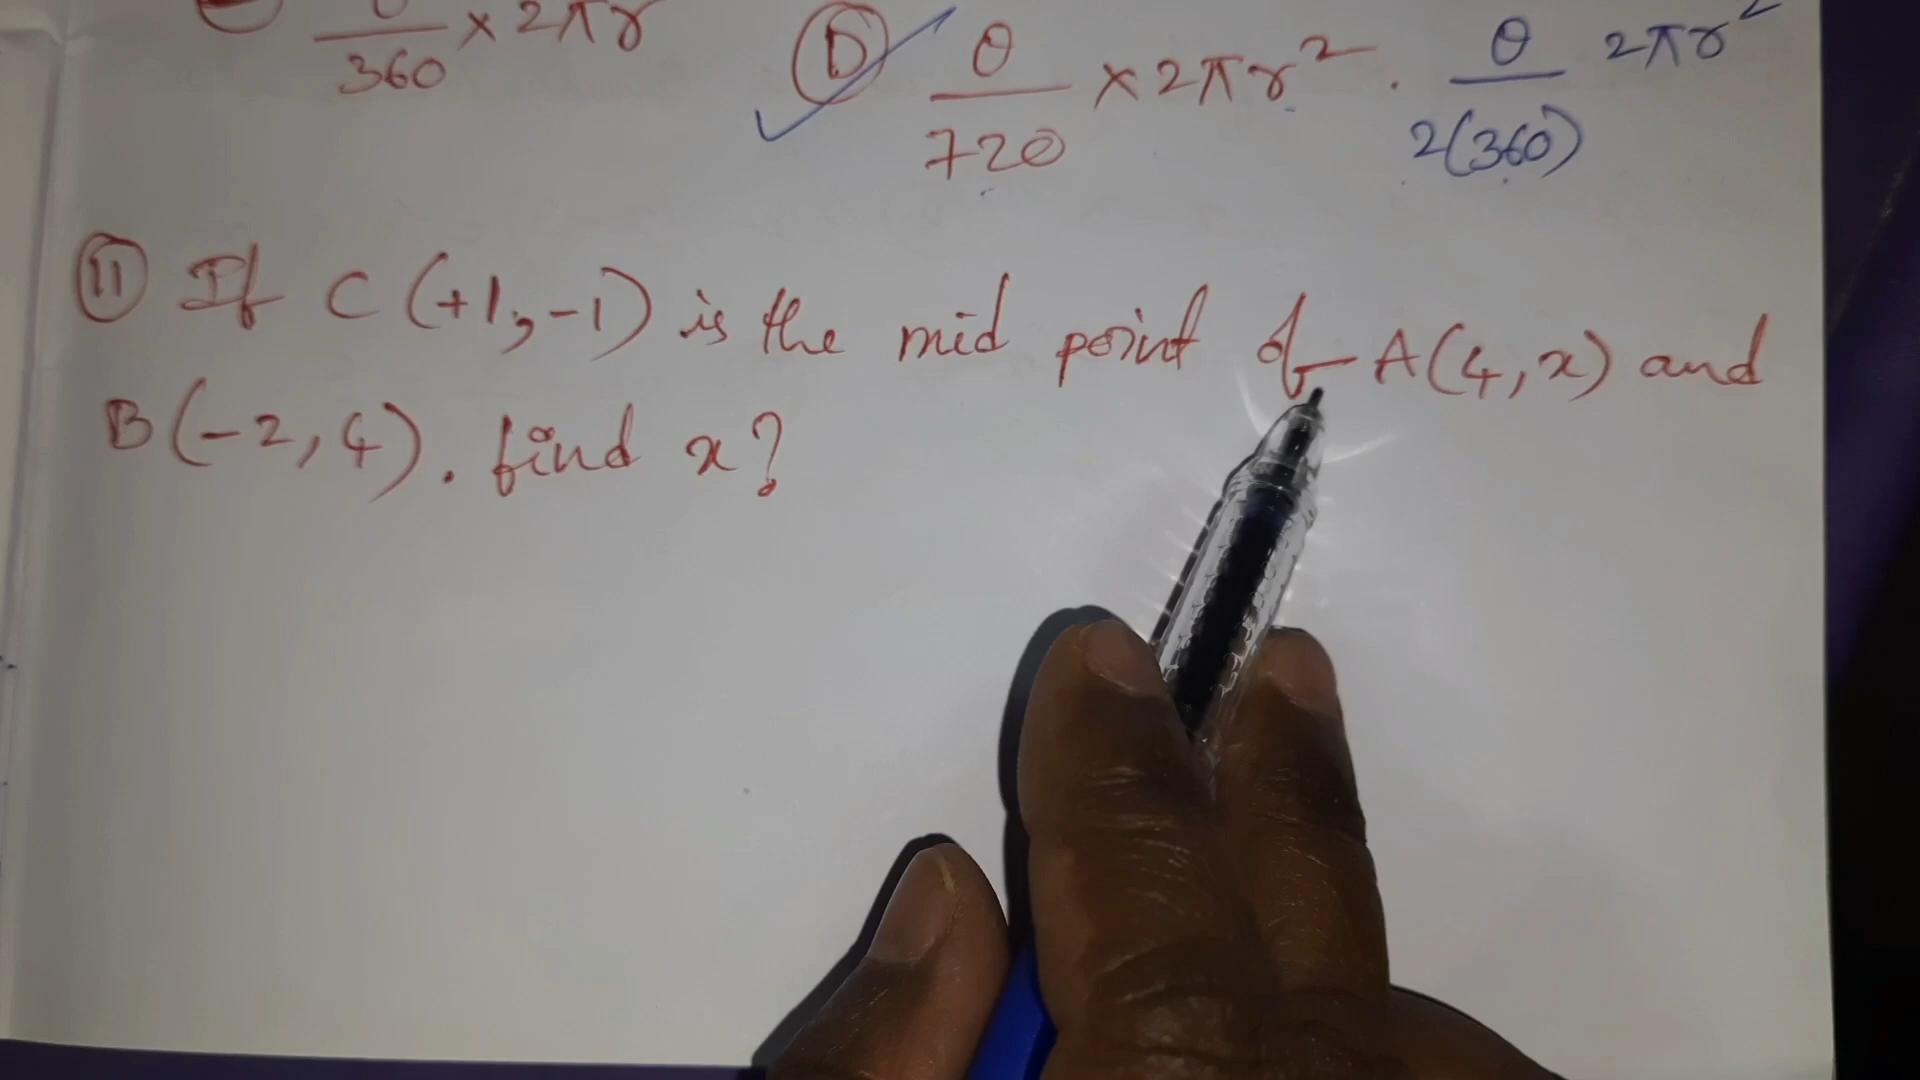 360 × 2πr
D θ/720 × 2πr². θ/2(360) 2πr²
11 If C(+1,-1) is the mid point of A(4,x) and
B(-2,4). find x?